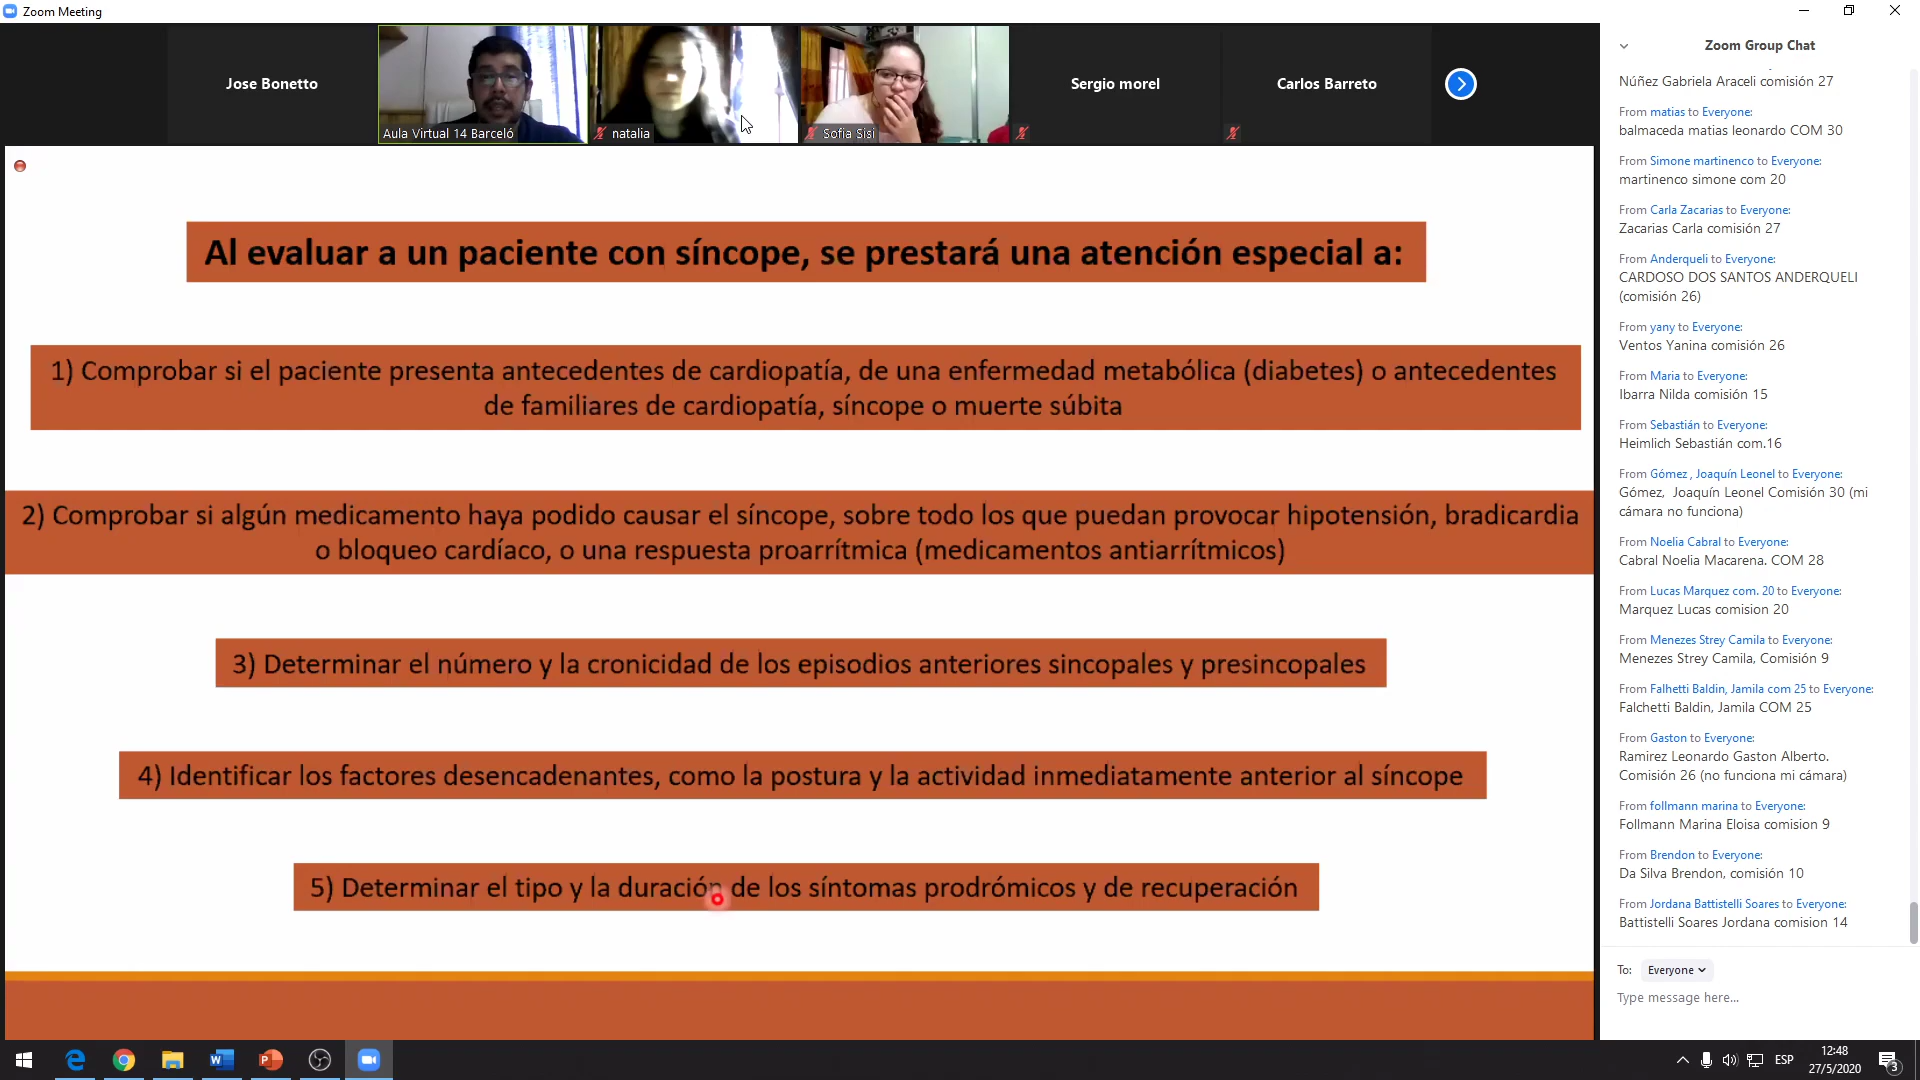 Zoom Meeting
Jose Bonetto
Aula Virtual 14 Barceló
natalia
Sofia Sisi
Sergio morel
Carlos Barreto
Al evaluar a un paciente con síncope, se prestará una atención especial a:
1) Comprobar si el paciente presenta antecedentes de cardiopatía, de una enfermedad metabólica (diabetes) o antecedentes
de familiares de cardiopatía, síncope o muerte súbita
2) Comprobar si algún medicamento haya podido causar el síncope, sobre todo los que puedan provocar hipotensión, bradicardia
o bloqueo cardíaco, o una respuesta proarrítmica (medicamentos antiarrítmicos)
3) Determinar el número y la cronicidad de los episodios anteriores sincopales y presincopales
4) Identificar los factores desencadenantes, como la postura y la actividad inmediatamente anterior al síncope
5) Determinar el tipo y la duración de los síntomas prodrómicos y de recuperación
Zoom Group Chat
Núñez Gabriela Araceli comisión 27
From matias to Everyone:
balmaceda matias leonardo COM 30
From Simone martinenco to Everyone:
martinenco simone com 20
From Carla Zacarias to Everyone:
Zacarias Carla comisión 27
From Anderqueli to Everyone:
CARDOSO DOS SANTOS ANDERQUELI
(comisión 26)
From yany to Everyone:
Ventos Yanina comisión 26
From Maria to Everyone:
Ibarra Nilda comisión 15
From Sebastián to Everyone:
Heimlich Sebastián com.16
From Gómez , Joaquín Leonel to Everyone:
Gómez,  Joaquín Leonel Comisión 30 (mi
cámara no funciona)
From Noelia Cabral to Everyone:
Cabral Noelia Macarena. COM 28
From Lucas Marquez com. 20 to Everyone:
Marquez Lucas comision 20
From Menezes Strey Camila to Everyone:
Menezes Strey Camila, Comisión 9
From Falhetti Baldin, Jamila com 25 to Everyone:
Falchetti Baldin, Jamila COM 25
From Gaston to Everyone:
Ramirez Leonardo Gaston Alberto.
Comisión 26 (no funciona mi cámara)
From follmann marina to Everyone:
Follmann Marina Eloisa comision 9
From Brendon to Everyone:
Da Silva Brendon, comisión 10
From Jordana Battistelli Soares to Everyone:
Battistelli Soares Jordana comision 14
To: Everyone
Type message here...
ESP
12:48
27/5/2020
3